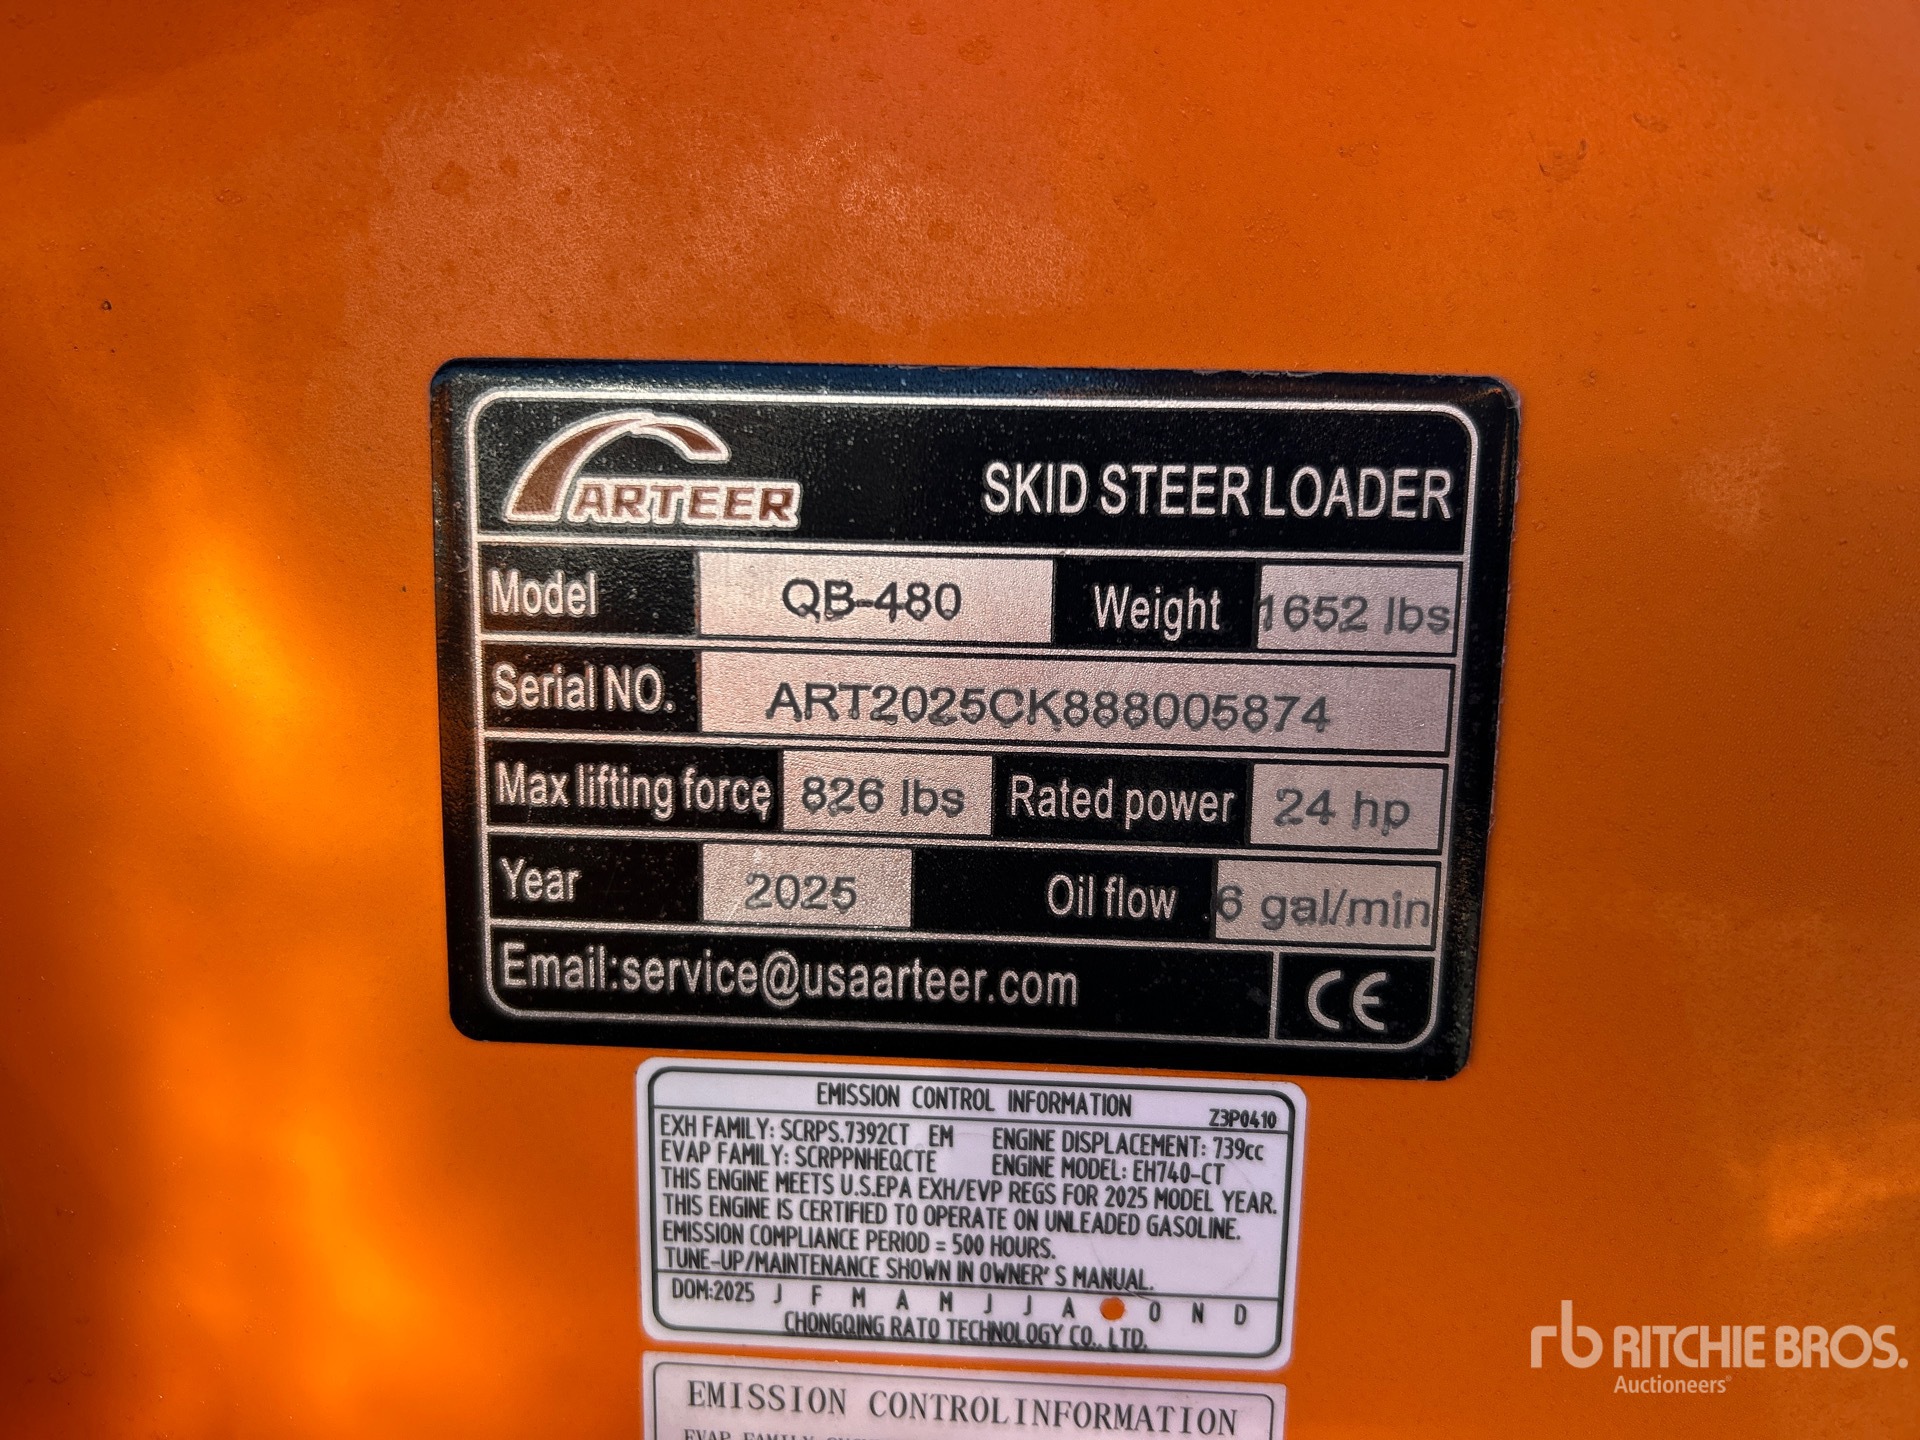 ARTEER
SKID STEER LOADER
Model QB-480 Weight 1652 lbs
Serial NO. ART2025CK888005874
Max lifting force 826 lbs Rated power 24 hp
Year 2025 Oil flow 6 gal/min
Email:service@usaarteer.com CE
EMISSION CONTROL INFORMATION Z3P0410
EXH FAMILY: SCRPS.7392CT EM ENGINE DISPLACEMENT: 739cc
EVAP FAMILY: SCRPPNHEQCTE ENGINE MODEL: EH740-CT
THIS ENGINE MEETS U.S.EPA EXH/EVP REGS FOR 2025 MODEL YEAR.
THIS ENGINE IS CERTIFIED TO OPERATE ON UNLEADED GASOLINE.
EMISSION COMPLIANCE PERIOD = 500 HOURS.
TUNE-UP/MAINTENANCE SHOWN IN OWNER'S MANUAL.
DOM:2025 J F M A M J J A O N D
CHONGQING RATO TECHNOLOGY CO., LTD.
EMISSION CONTROLINFORMATION
EVAP FAMILY
rb RITCHIE BROS.
Auctioneers